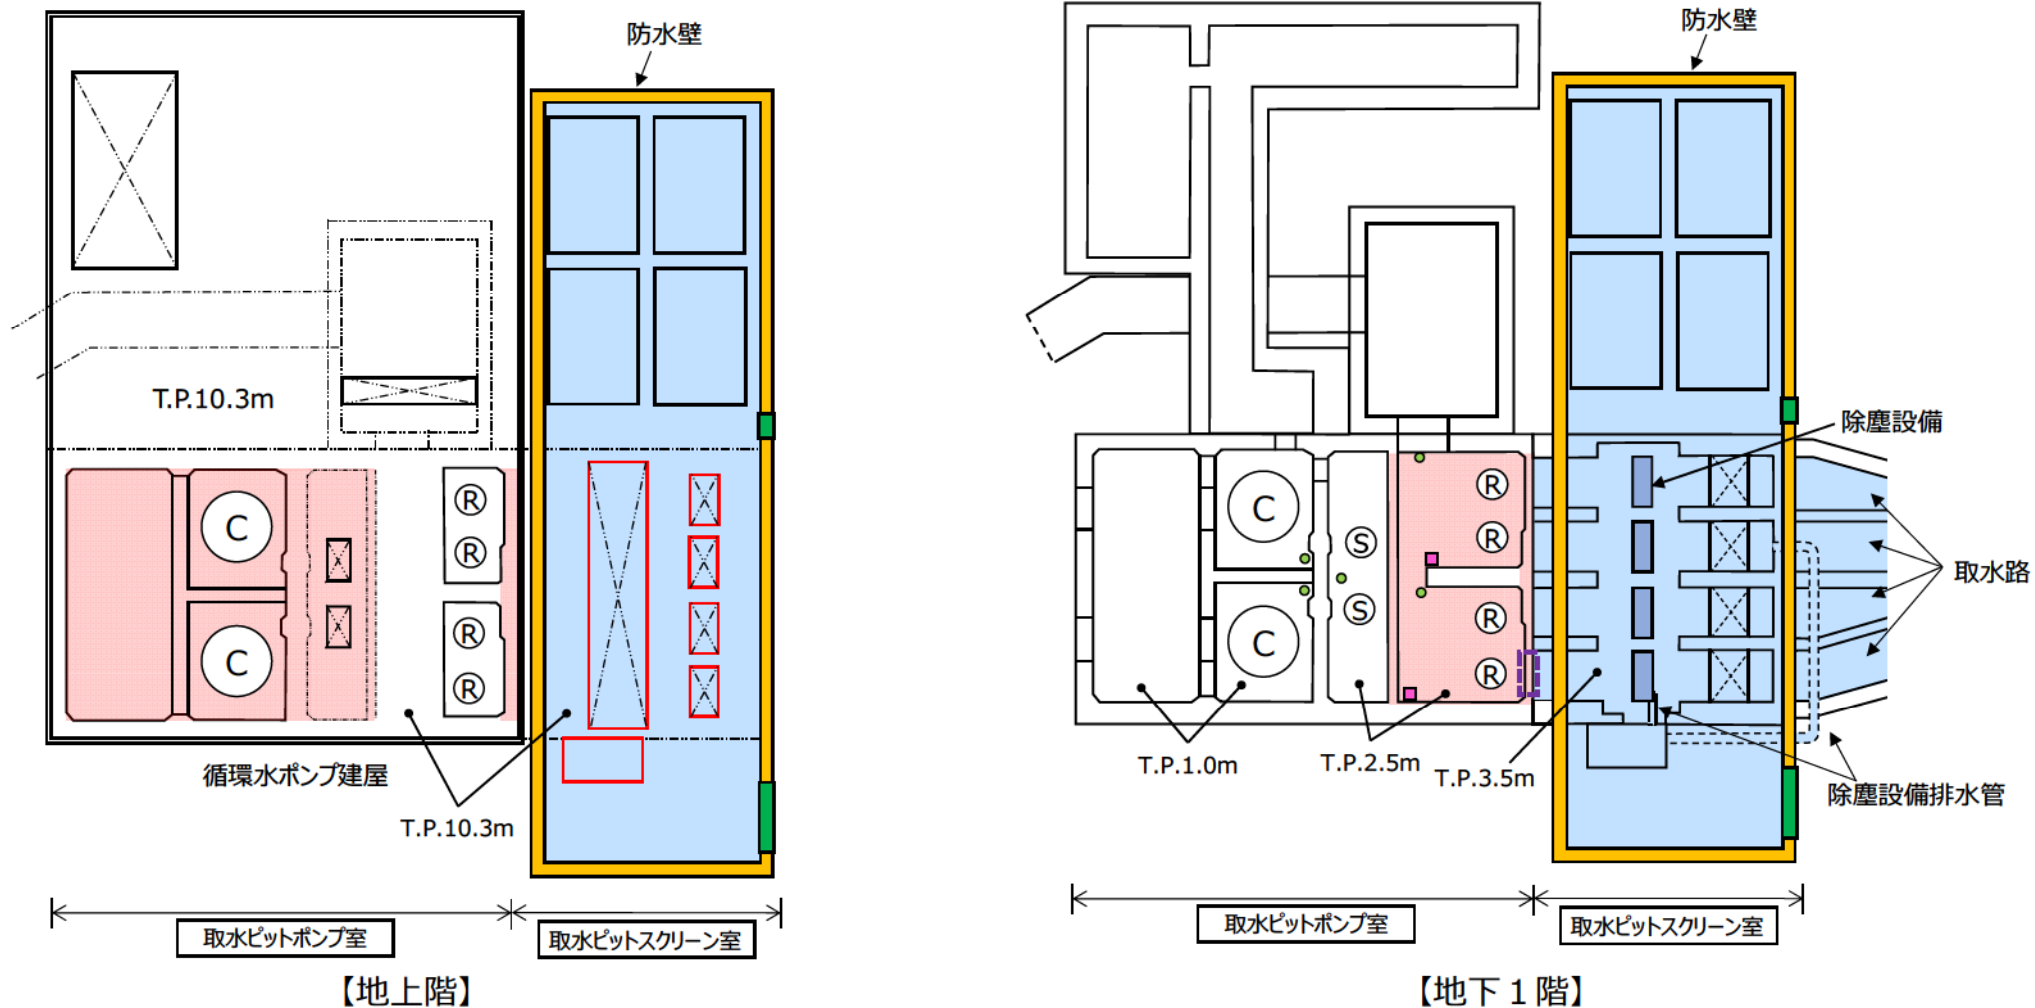 防水壁
T.P.10.3m
C
C
R
R
R
R
循環水ポンプ建屋
T.P.10.3m
取水ピットポンプ室
取水ピットスクリーン室
【地上階】
防水壁
除塵設備
取水路
C
C
S
S
R
R
R
R
T.P.1.0m
T.P.2.5m
T.P.3.5m
除塵設備排水管
取水ピットポンプ室
取水ピットスクリーン室
【地下１階】